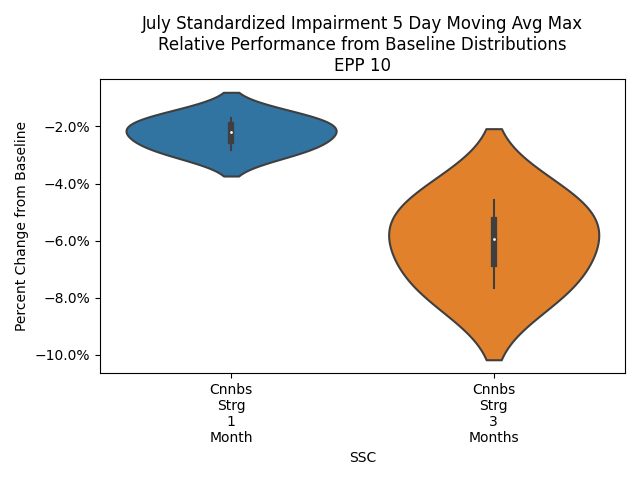 July Standardized Impairment 5 Day Moving Avg Max
Relative Performance from Baseline Distributions
EPP 10
Percent Change from Baseline
−2.0%
−4.0%
−6.0%
−8.0%
−10.0%
Cnnbs
Strg
1
Month
Cnnbs
Strg
3
Months
SSC